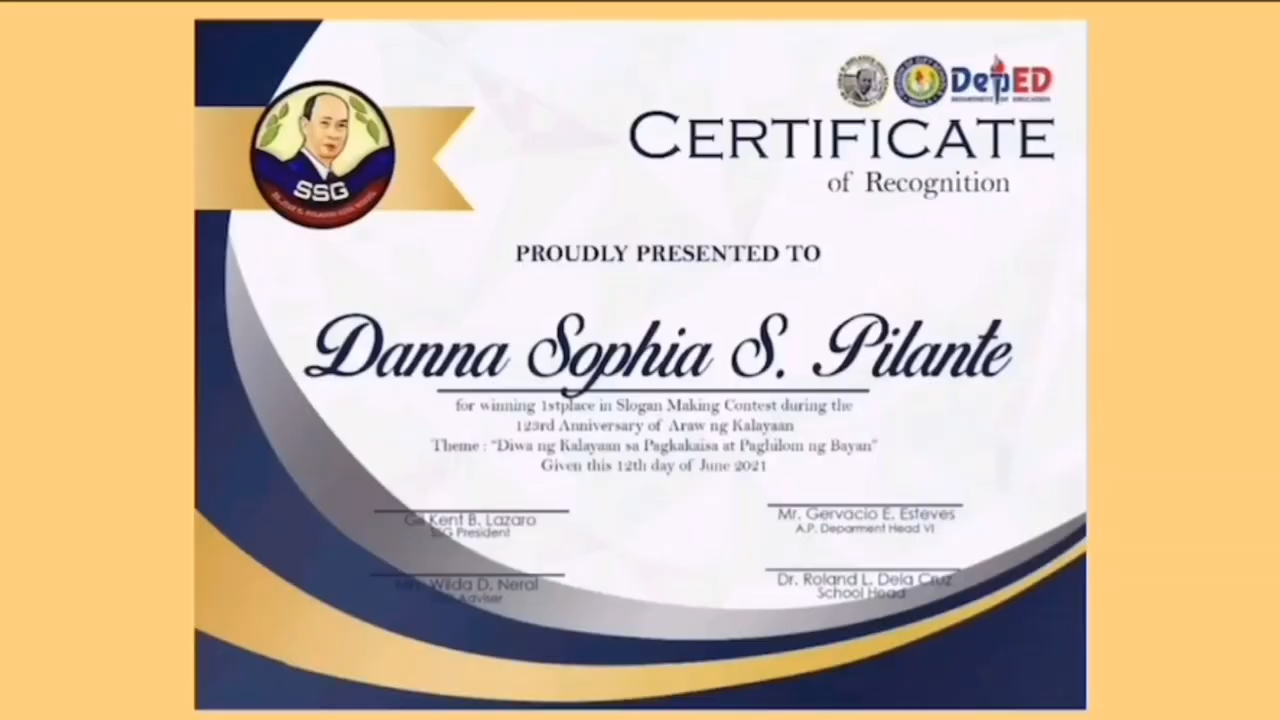 DepED
DEPARTMENT OF EDUCATION
CERTIFICATE
of Recognition
SSG
PROUDLY PRESENTED TO
Danna Sophia S. Pilante
for winning 1stplace in Slogan Making Contest during the
123rd Anniversary of Araw ng Kalayaan
Theme : "Diwa ng Kalayaan sa Pagkakaisa at Paghilom ng Bayan"
Given this 12th day of June 2021
Kent B. Lazaro
SSG President
Mr. Gervacio E. Esteves
A.P. Deparment Head VI
Wilda D. Neral
Adviser
Dr. Roland L. Dela Cruz
School Head